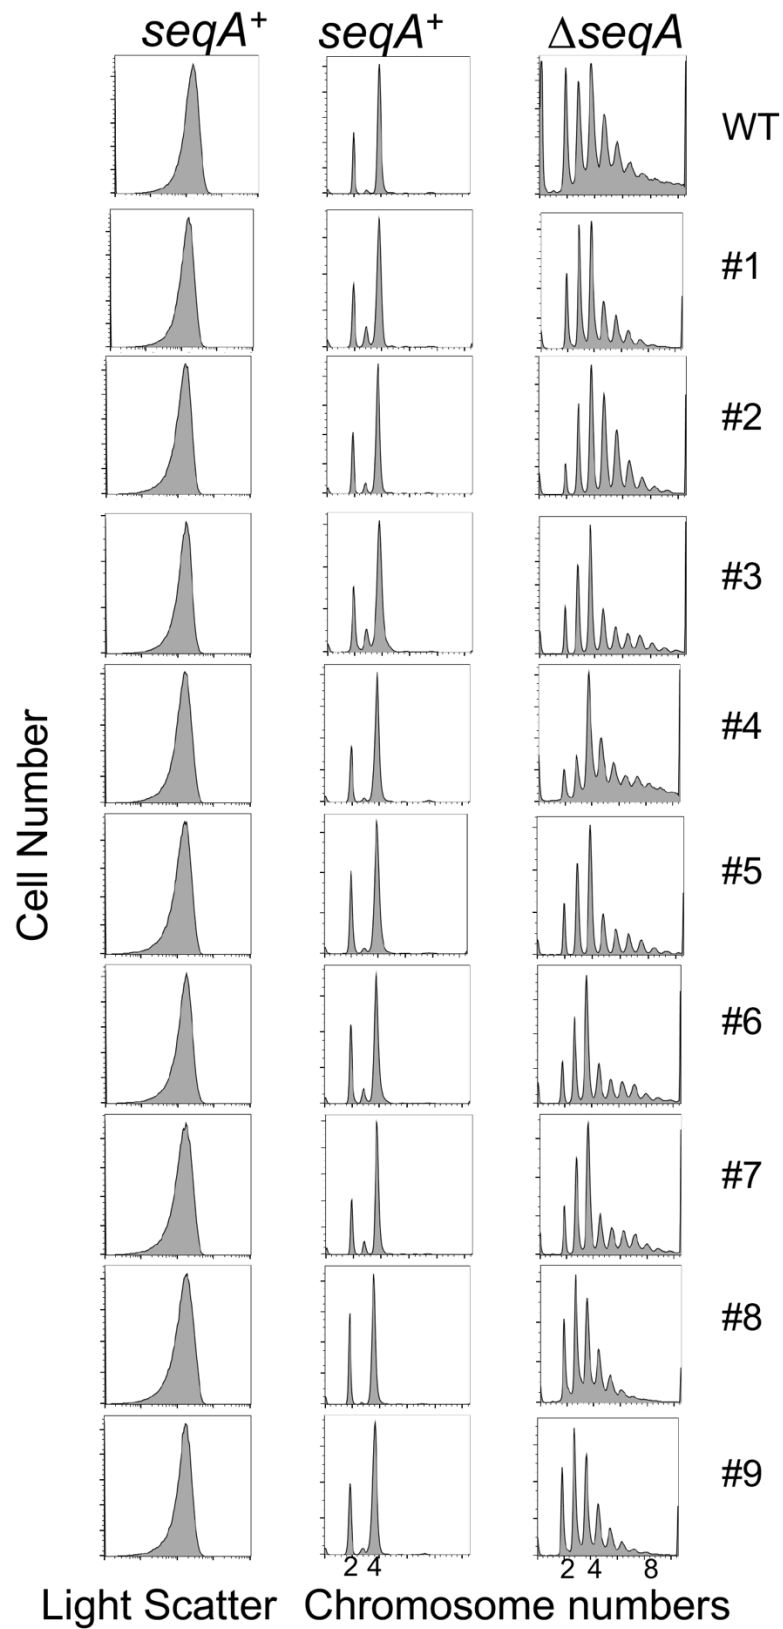 seqA⁺ seqA⁺ ΔseqA
WT
#1
#2
#3
Cell Number
#4
#5
#6
#7
#8
#9
2 4 2 4 8
Light Scatter Chromosome numbers